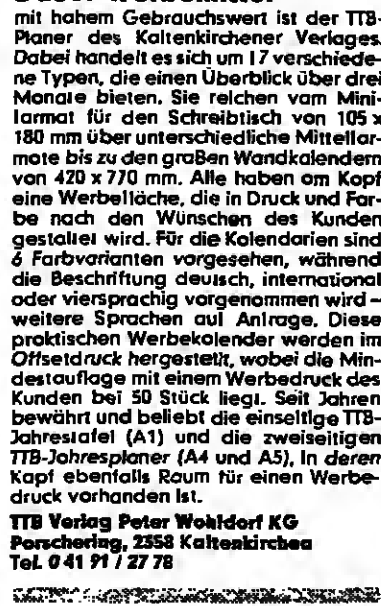 mit hohem Gebrauchswert ist der TTB-
Planer des Kaltenkirchener Verlages.
Dabei handelt es sich um 17 verschiede-
ne Typen, die einen Überblick über drei
Monate bieten. Sie reichen vom Mini-
format für den Schreibtisch von 105 x
180 mm über unterschiedliche Mittelfor-
mate bis zu den großen Wandkalendern
von 420 x 770 mm. Alle haben am Kopf
eine Werbefläche, die in Druck und Far-
be nach den Wünschen des Kunden
gestaltet wird. Für die Kalendarien sind
6 Farbvarianten vorgesehen, während
die Beschriftung deutsch, international
oder viersprachig vorgenommen wird –
weitere Sprachen auf Anfrage. Diese
praktischen Werbekalender werden im
Offsetdruck hergestellt, wobei die Min-
destauflage mit einem Werbedruck des
Kunden bei 50 Stück liegt. Seit Jahren
bewährt und beliebt die einseitige TTB-
Jahrestafel (A1) und die zweiseitigen
TTB-Jahresplaner (A4 und A5), in deren
Kopf ebenfalls Raum für einen Werbe-
druck vorhanden ist.
TTB Verlag Peter Wohldorf KG
Porschering, 2358 Kaltenkirchen
Tel. 0 41 91 / 27 78